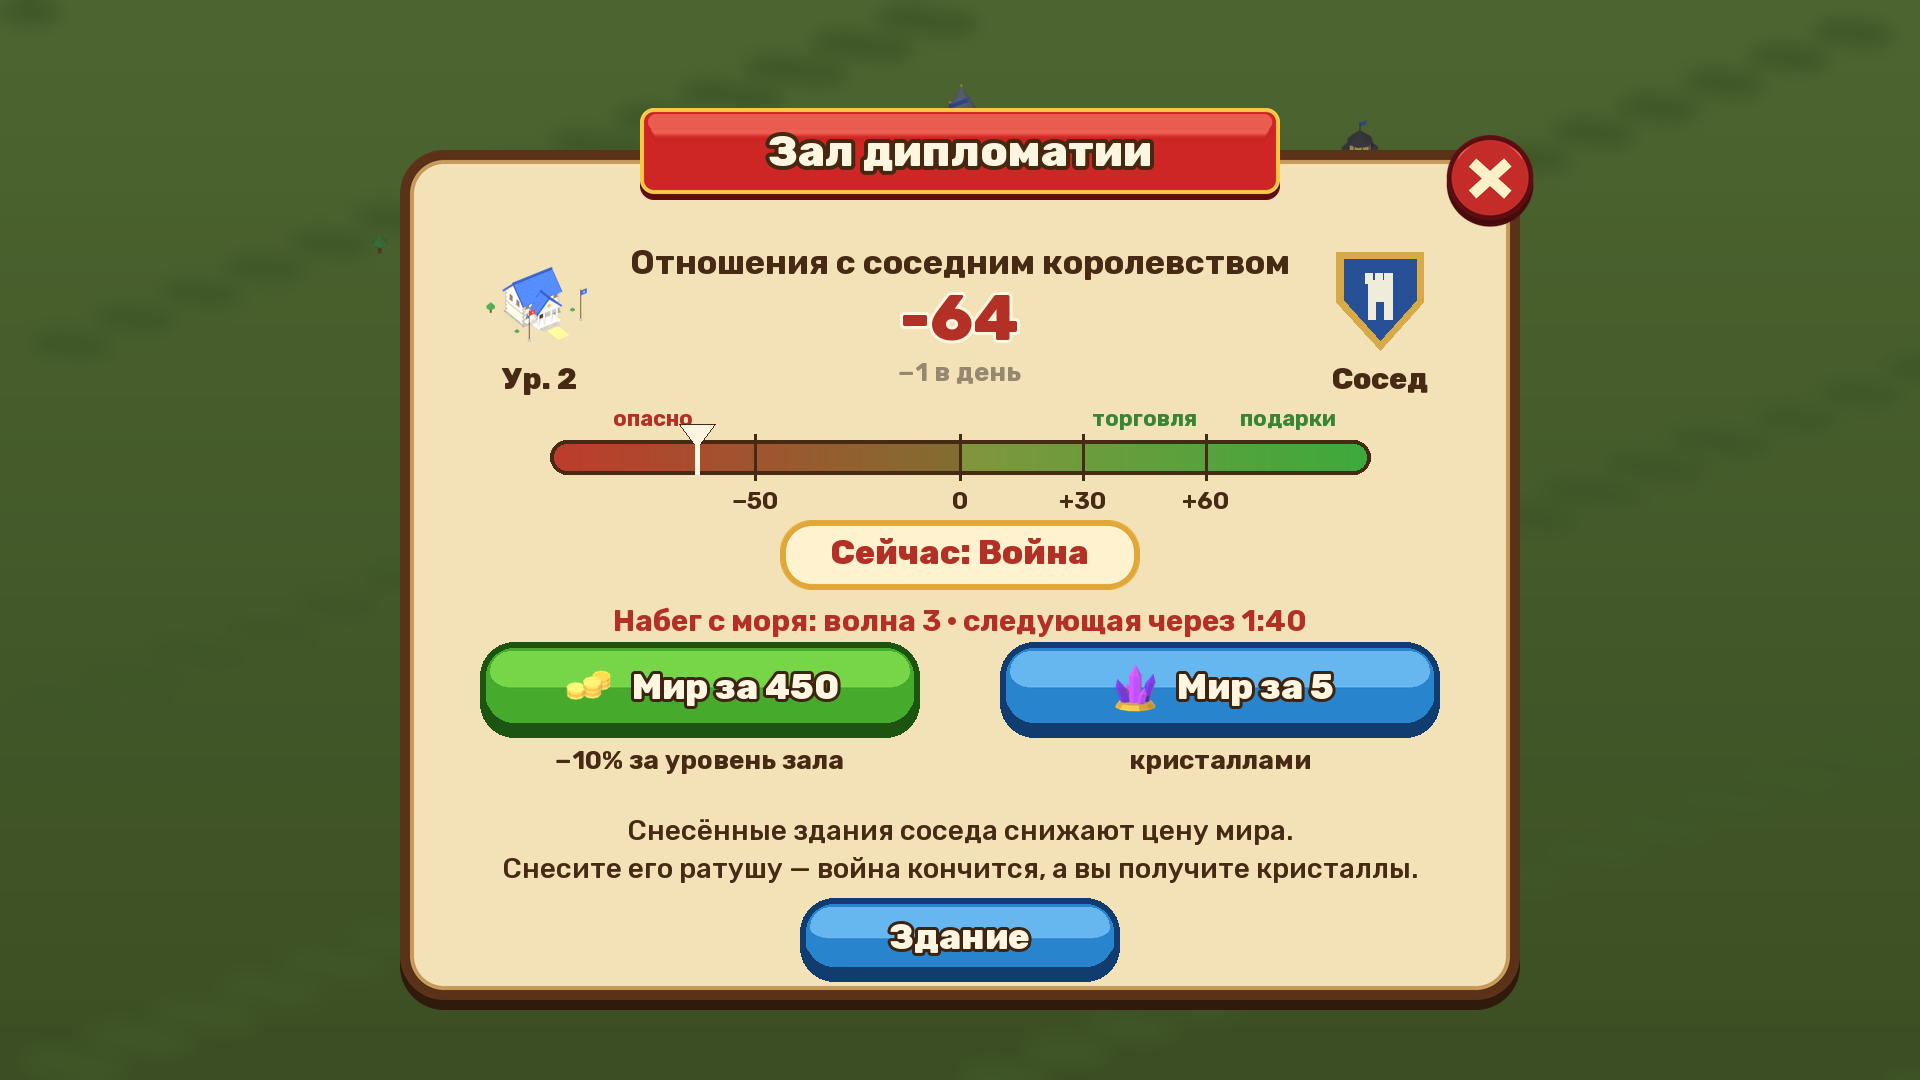 Зал дипломатии
Отношения с соседним королевством
-64
−1 в день
Ур. 2
Сосед
опасно
торговля
подарки
−50
0
+30
+60
Сейчас: Война
Набег с моря: волна 3 • следующая через 1:40
Мир за 450
Мир за 5
−10% за уровень зала
кристаллами
Снесённые здания соседа снижают цену мира.
Снесите его ратушу — война кончится, а вы получите кристаллы.
Здание